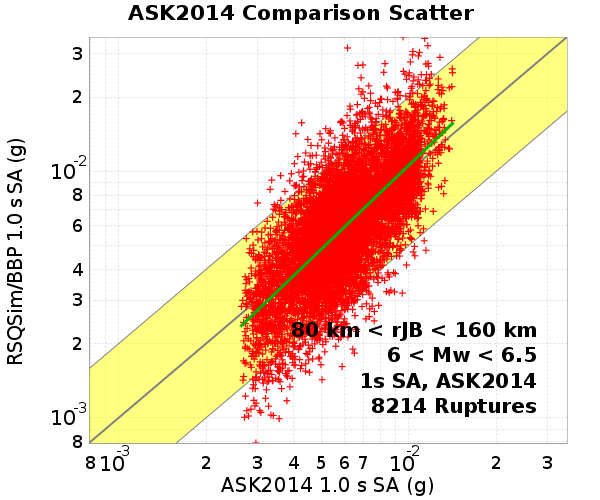 ASK2014 Comparison Scatter
RSQSim/BBP 1.0 s SA (g)
3
2
10-2
8
6
4
3
2
10-3
8
80 km < rJB < 160 km
6 < Mw < 6.5
1s SA, ASK2014
8214 Ruptures
8 10-3 2 3 4 5 6 7 10-2 2 3
ASK2014 1.0 s SA (g)